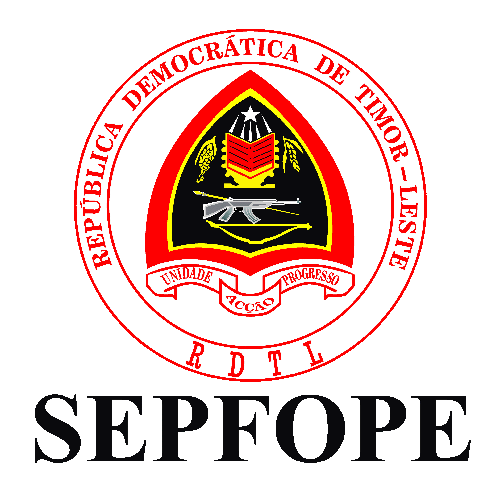 REPÚBLICA DEMOCRÁTICA DE TIMOR-LESTE
UNIDADE ACÇÃO PROGRESSO
R D T L
SEPFOPE